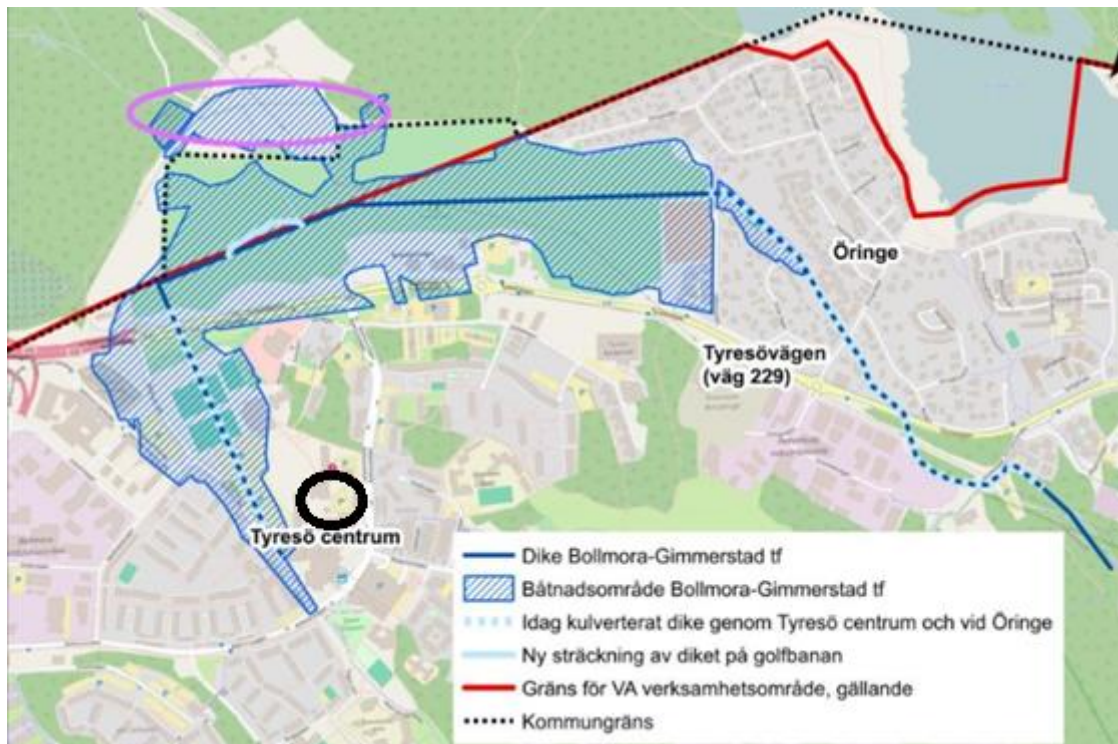 Öringe
Tyresövägen
(väg 229)
Tyresö centrum
Dike Bollmora-Gimmerstad tf
Båtnadsområde Bollmora-Gimmerstad tf
Idag kulverterat dike genom Tyresö centrum och vid Öringe
Ny sträckning av diket på golfbanan
Gräns för VA verksamhetsområde, gällande
Kommungräns